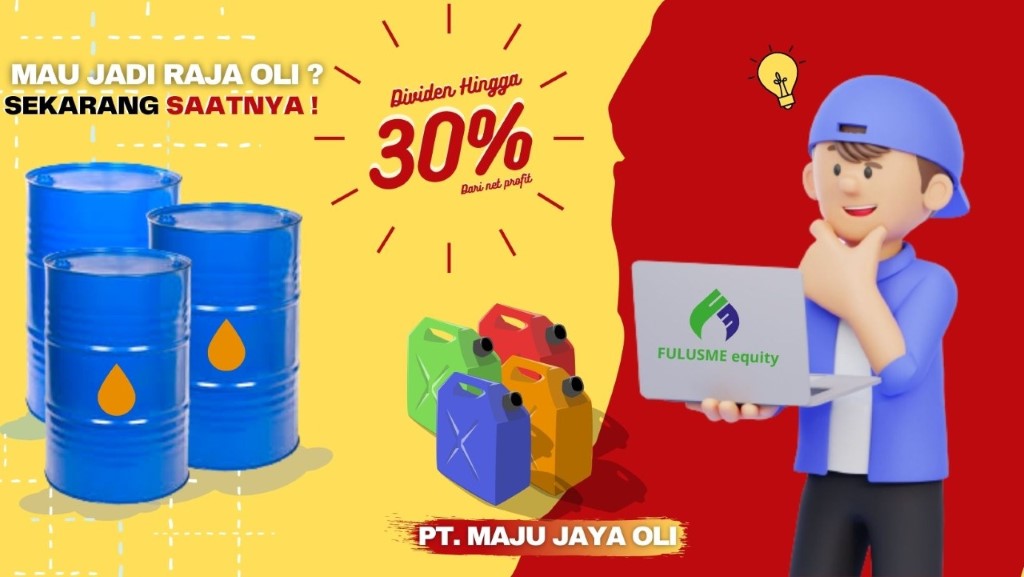 MAU JADI RAJA OLI ?
SEKARANG SAATNYA !
Dividen Hingga
30%
Dari net profit
FULUSME equity
PT. MAJU JAYA OLI